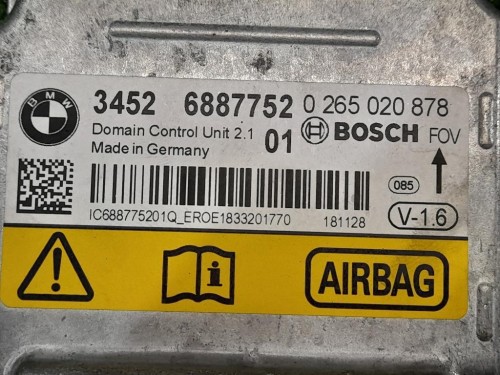 BMW
3452 6887752 0 265 020 878
Domain Control Unit 2.1 01 BOSCH FOV
Made in Germany
085
IC688775201Q_EROE1833201770 181128 V-1.6
i AIRBAG